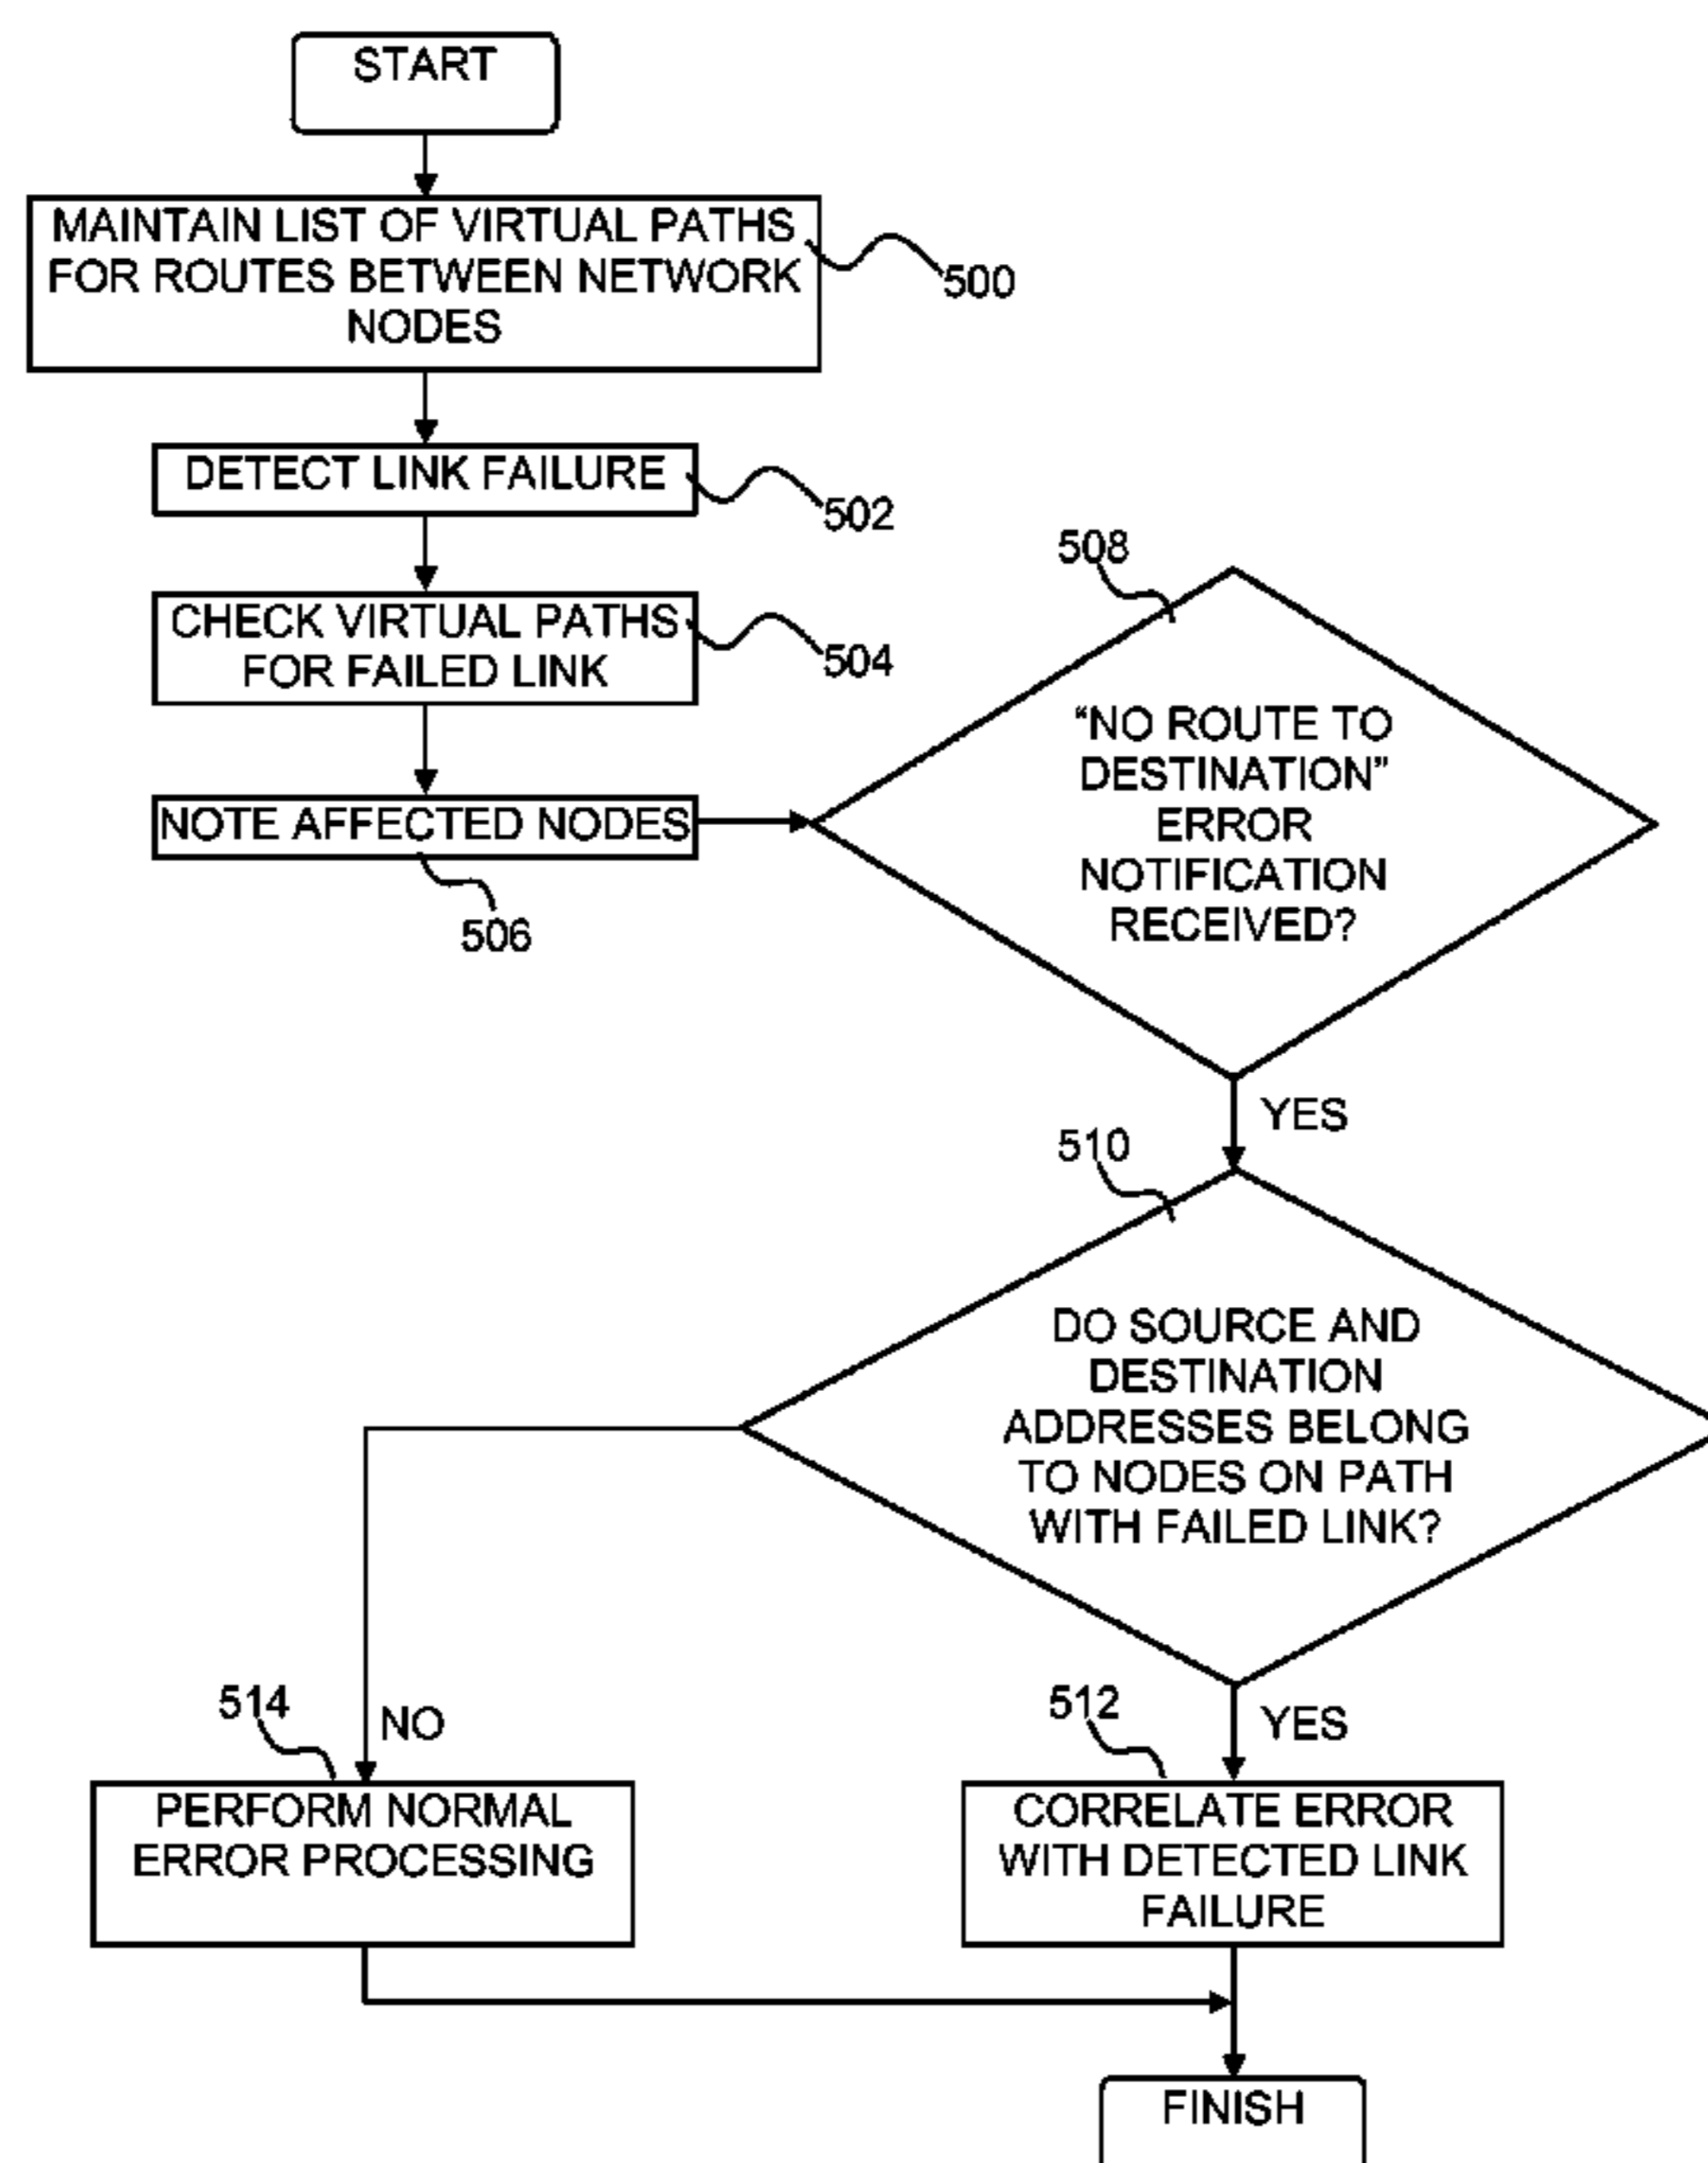 START
MAINTAIN LIST OF VIRTUAL PATHS
FOR ROUTES BETWEEN NETWORK
NODES
500
DETECT LINK FAILURE
502
CHECK VIRTUAL PATHS
FOR FAILED LINK
504
NOTE AFFECTED NODES
506
508
“NO ROUTE TO
DESTINATION”
ERROR
NOTIFICATION
RECEIVED?
YES
510
DO SOURCE AND
DESTINATION
ADDRESSES BELONG
TO NODES ON PATH
WITH FAILED LINK?
514
NO
512
YES
PERFORM NORMAL
ERROR PROCESSING
CORRELATE ERROR
WITH DETECTED LINK
FAILURE
FINISH